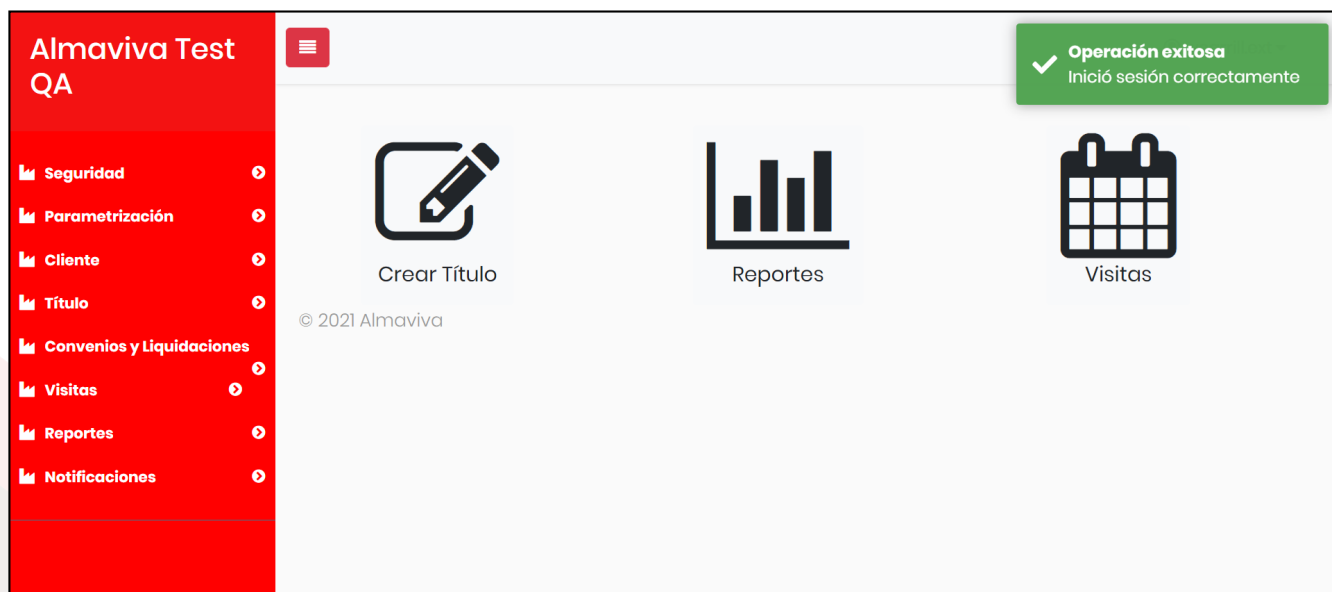 Almaviva Test
QA
Operación exitosa
Inició sesión correctamente
Seguridad
Parametrización
Cliente
Título
Convenios y Liquidaciones
Visitas
Reportes
Notificaciones
Crear Título
Reportes
Visitas
© 2021 Almaviva